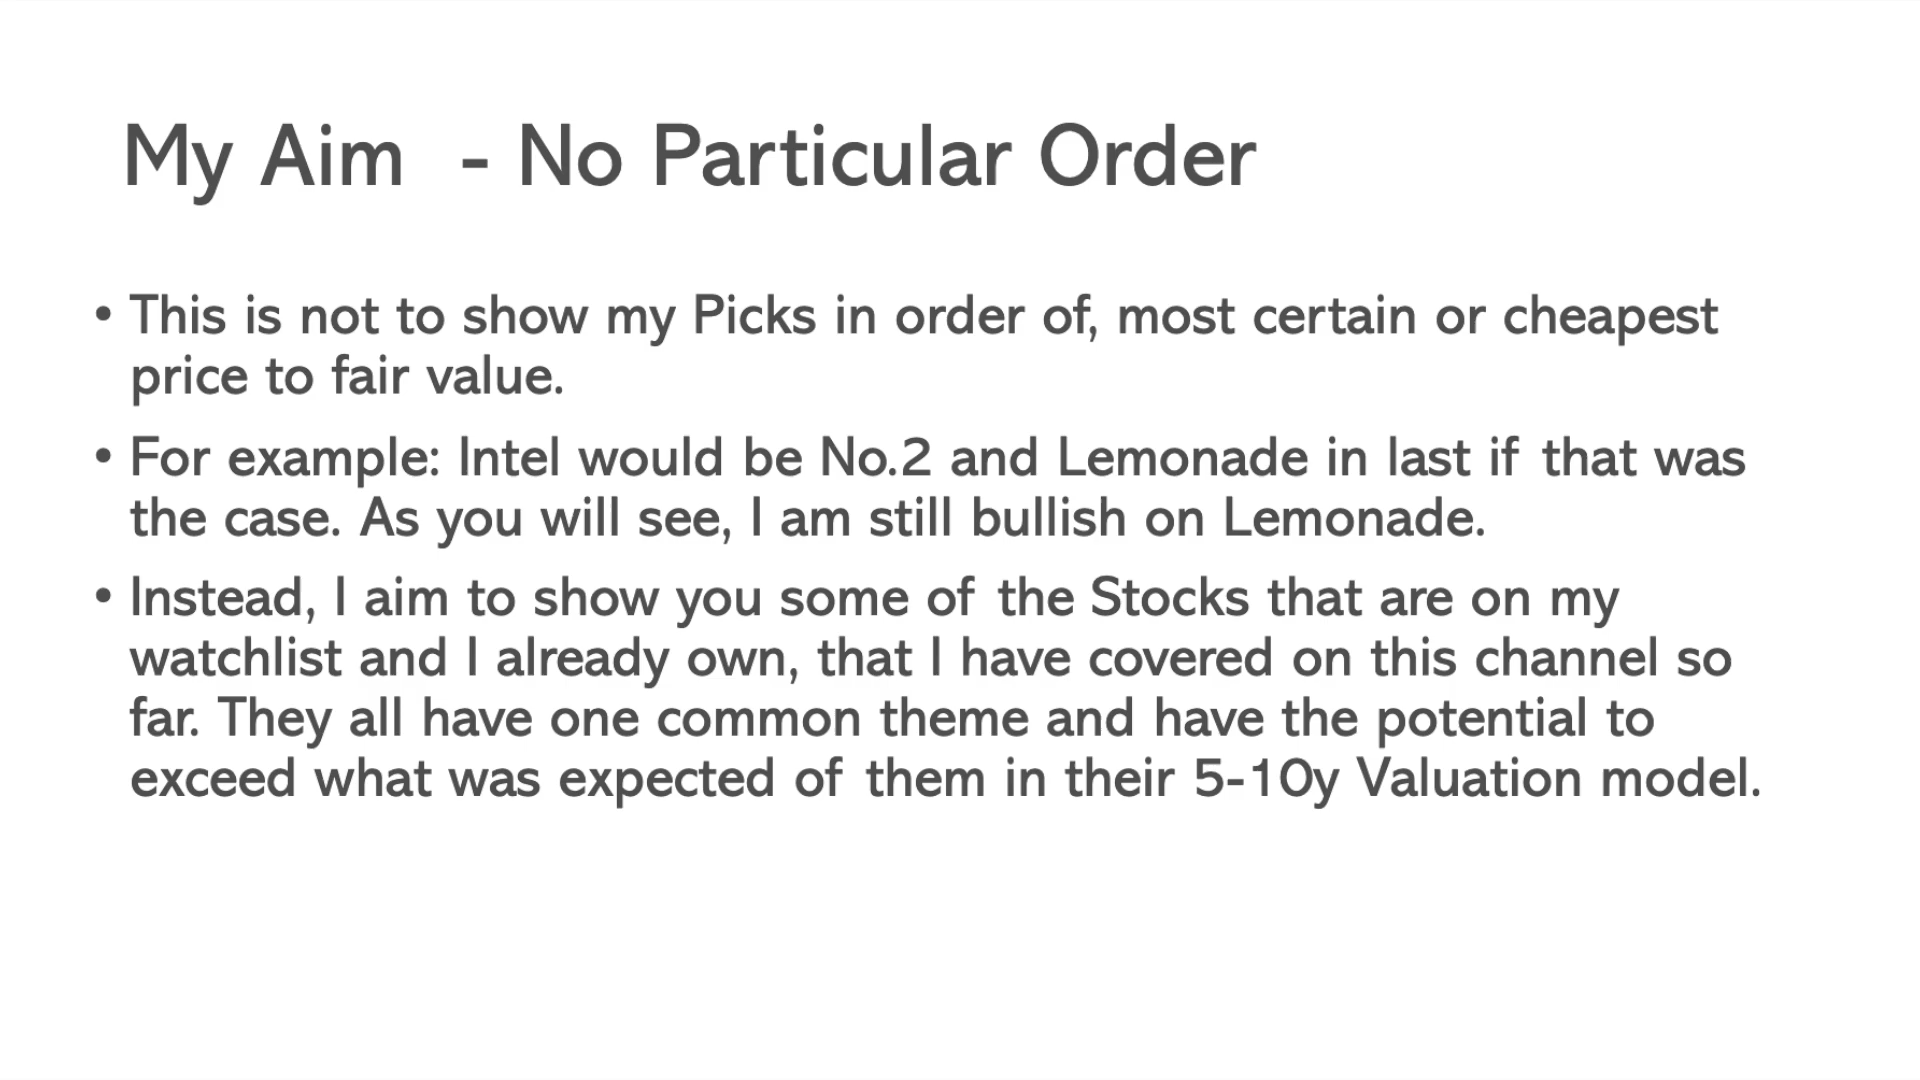 My Aim  - No Particular Order
• This is not to show my Picks in order of, most certain or cheapest
price to fair value.
• For example: Intel would be No.2 and Lemonade in last if that was
the case. As you will see, I am still bullish on Lemonade.
• Instead, I aim to show you some of the Stocks that are on my
watchlist and I already own, that I have covered on this channel so
far. They all have one common theme and have the potential to
exceed what was expected of them in their 5-10y Valuation model.